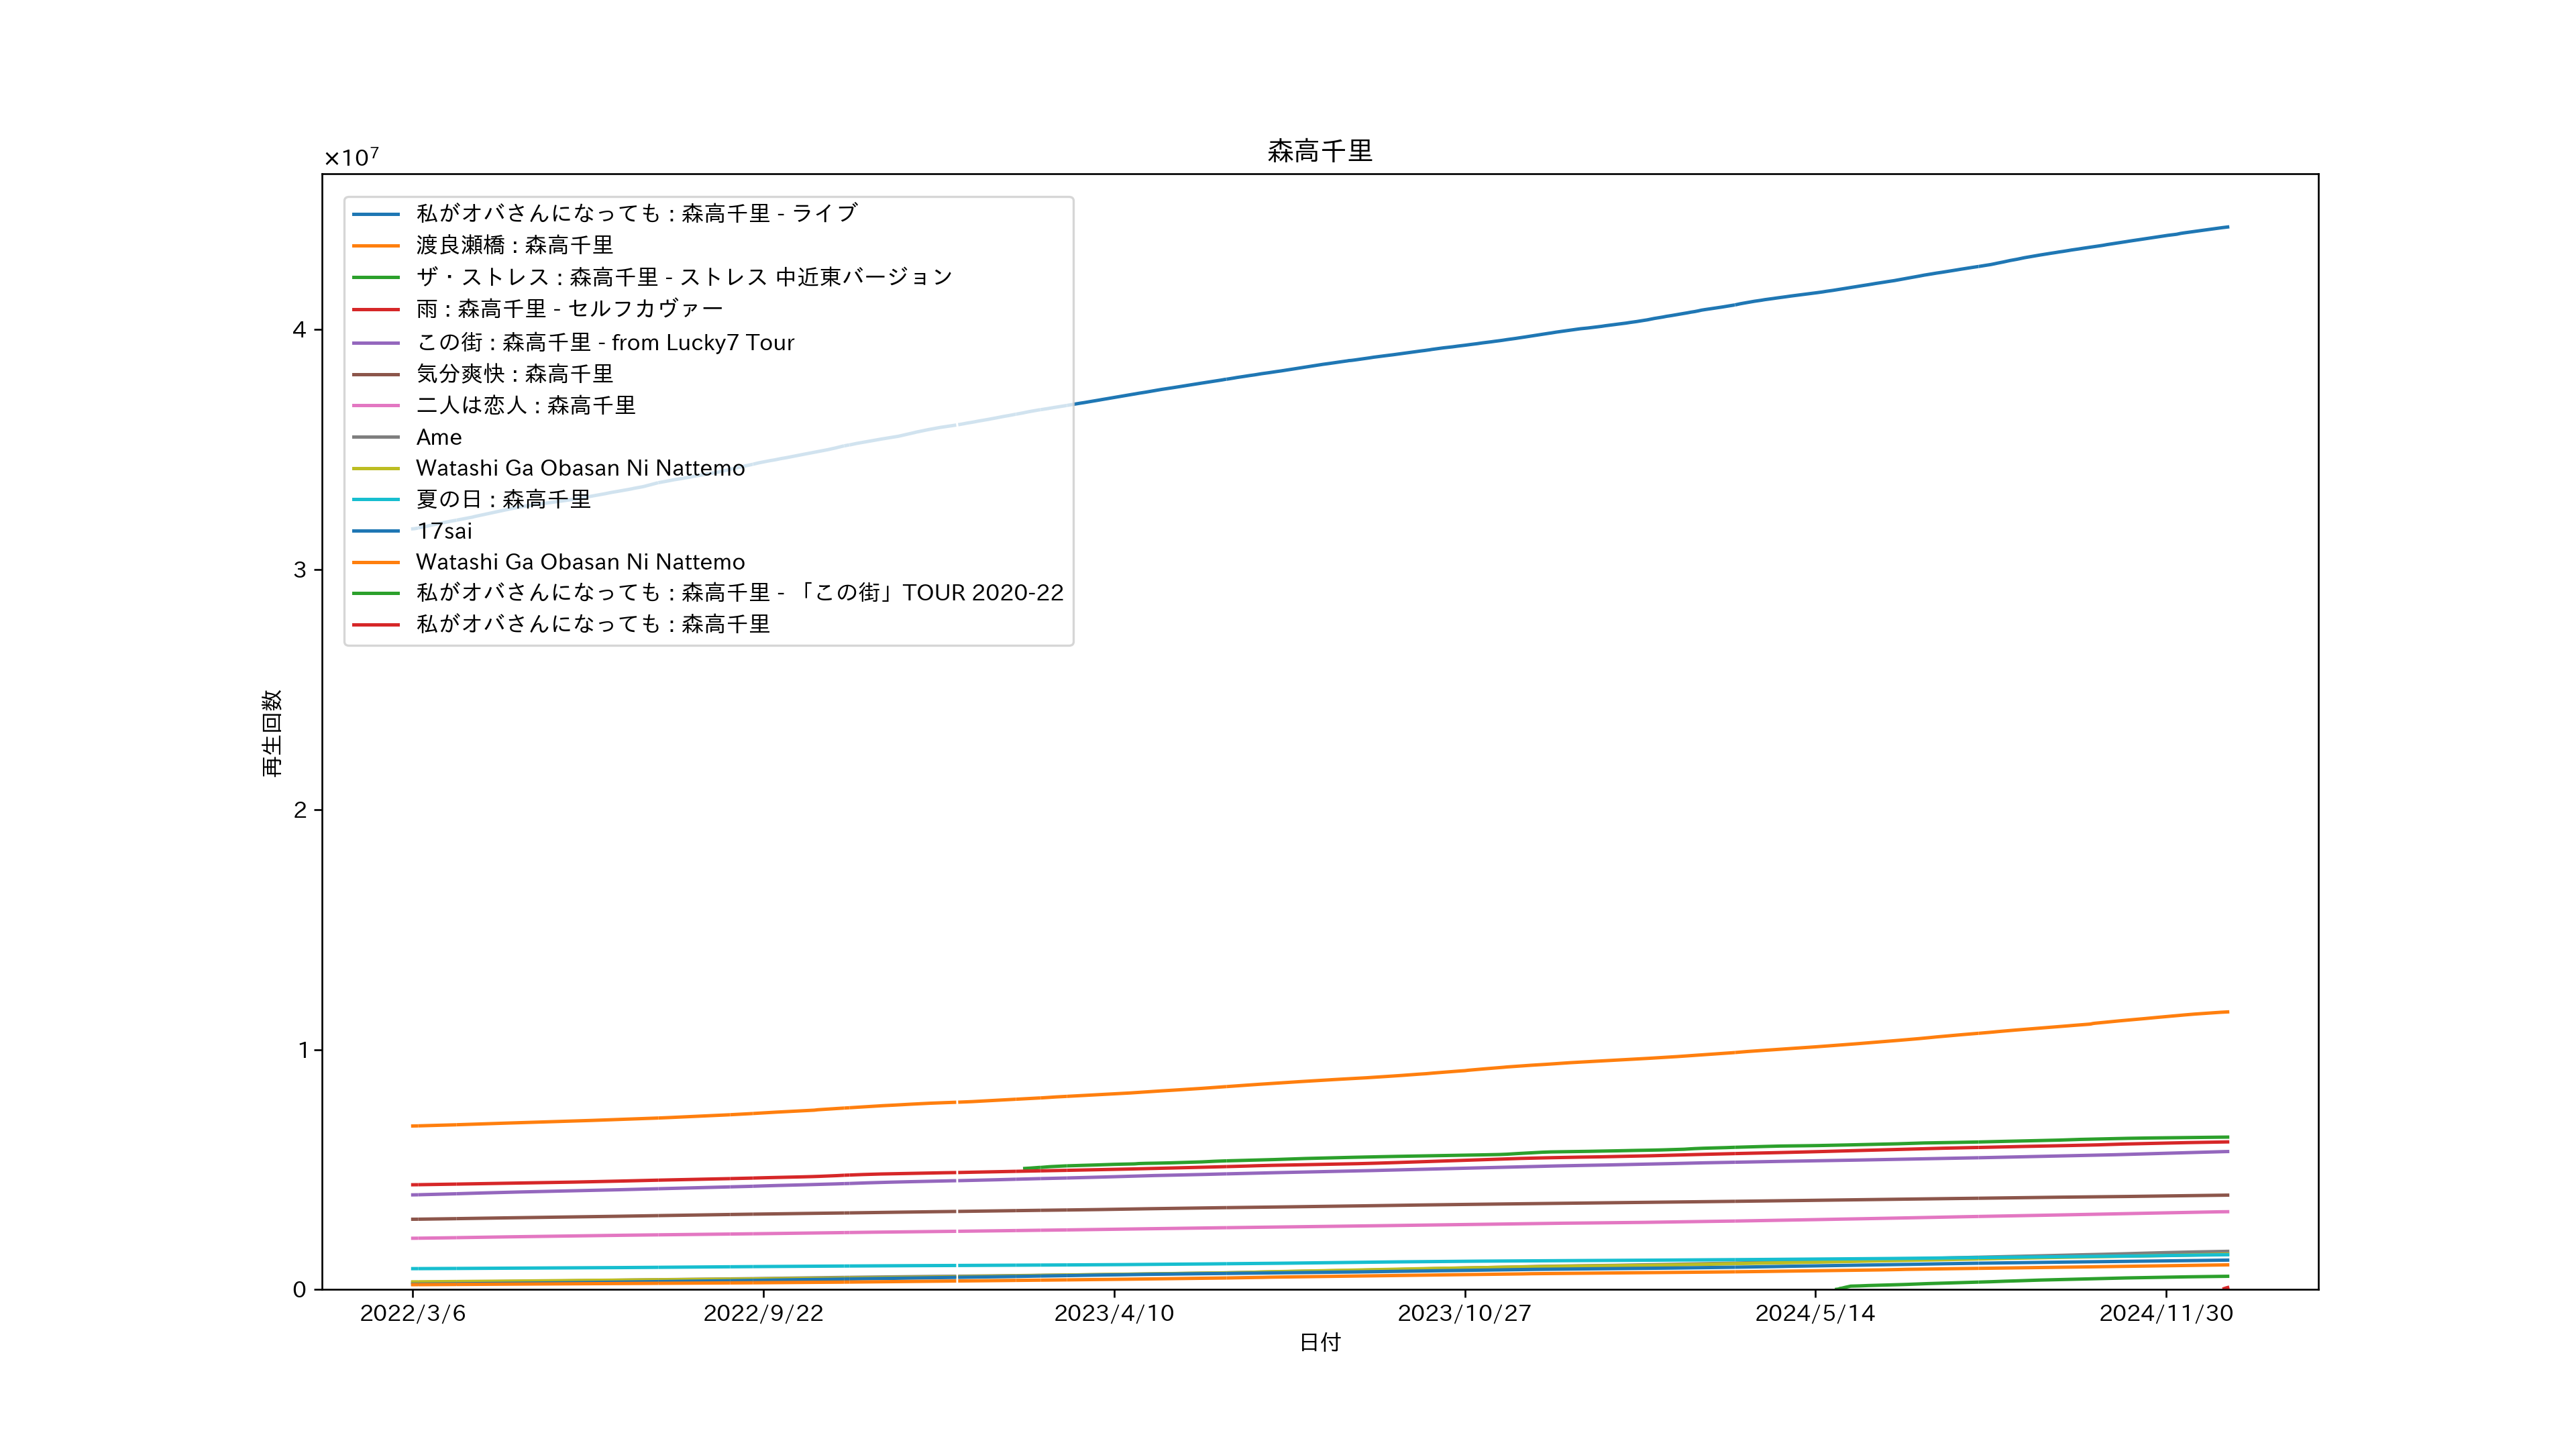 森高千里
×10⁷
私がオバさんになっても : 森高千里 - ライブ
渡良瀬橋 : 森高千里
ザ・ストレス : 森高千里 - ストレス 中近東バージョン
雨 : 森高千里 - セルフカヴァー
この街 : 森高千里 - from Lucky7 Tour
気分爽快 : 森高千里
二人は恋人 : 森高千里
Ame
Watashi Ga Obasan Ni Nattemo
夏の日 : 森高千里
17sai
Watashi Ga Obasan Ni Nattemo
私がオバさんになっても : 森高千里 - 「この街」TOUR 2020-22
私がオバさんになっても : 森高千里
4
3
2
1
0
再生回数
2022/3/6
2022/9/22
2023/4/10
2023/10/27
2024/5/14
2024/11/30
日付